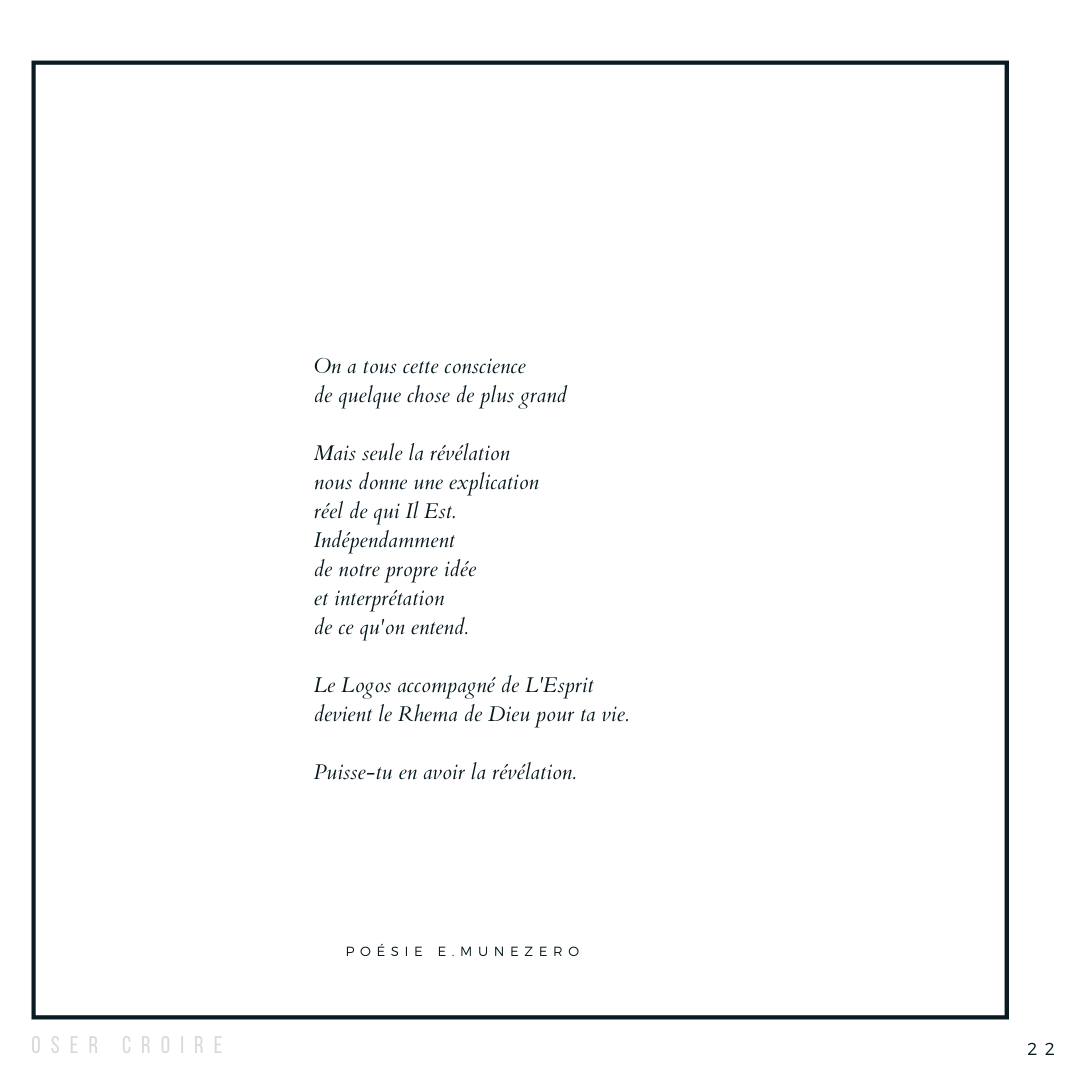 On a tous cette conscience
de quelque chose de plus grand
Mais seule la révélation
nous donne une explication
réel de qui Il Est.
Indépendamment
de notre propre idée
et interprétation
de ce qu'on entend.
Le Logos accompagné de L'Esprit
devient le Rhema de Dieu pour ta vie.
Puisse-tu en avoir la révélation.
POÉSIE E.MUNEZERO
OSER CROIRE
22